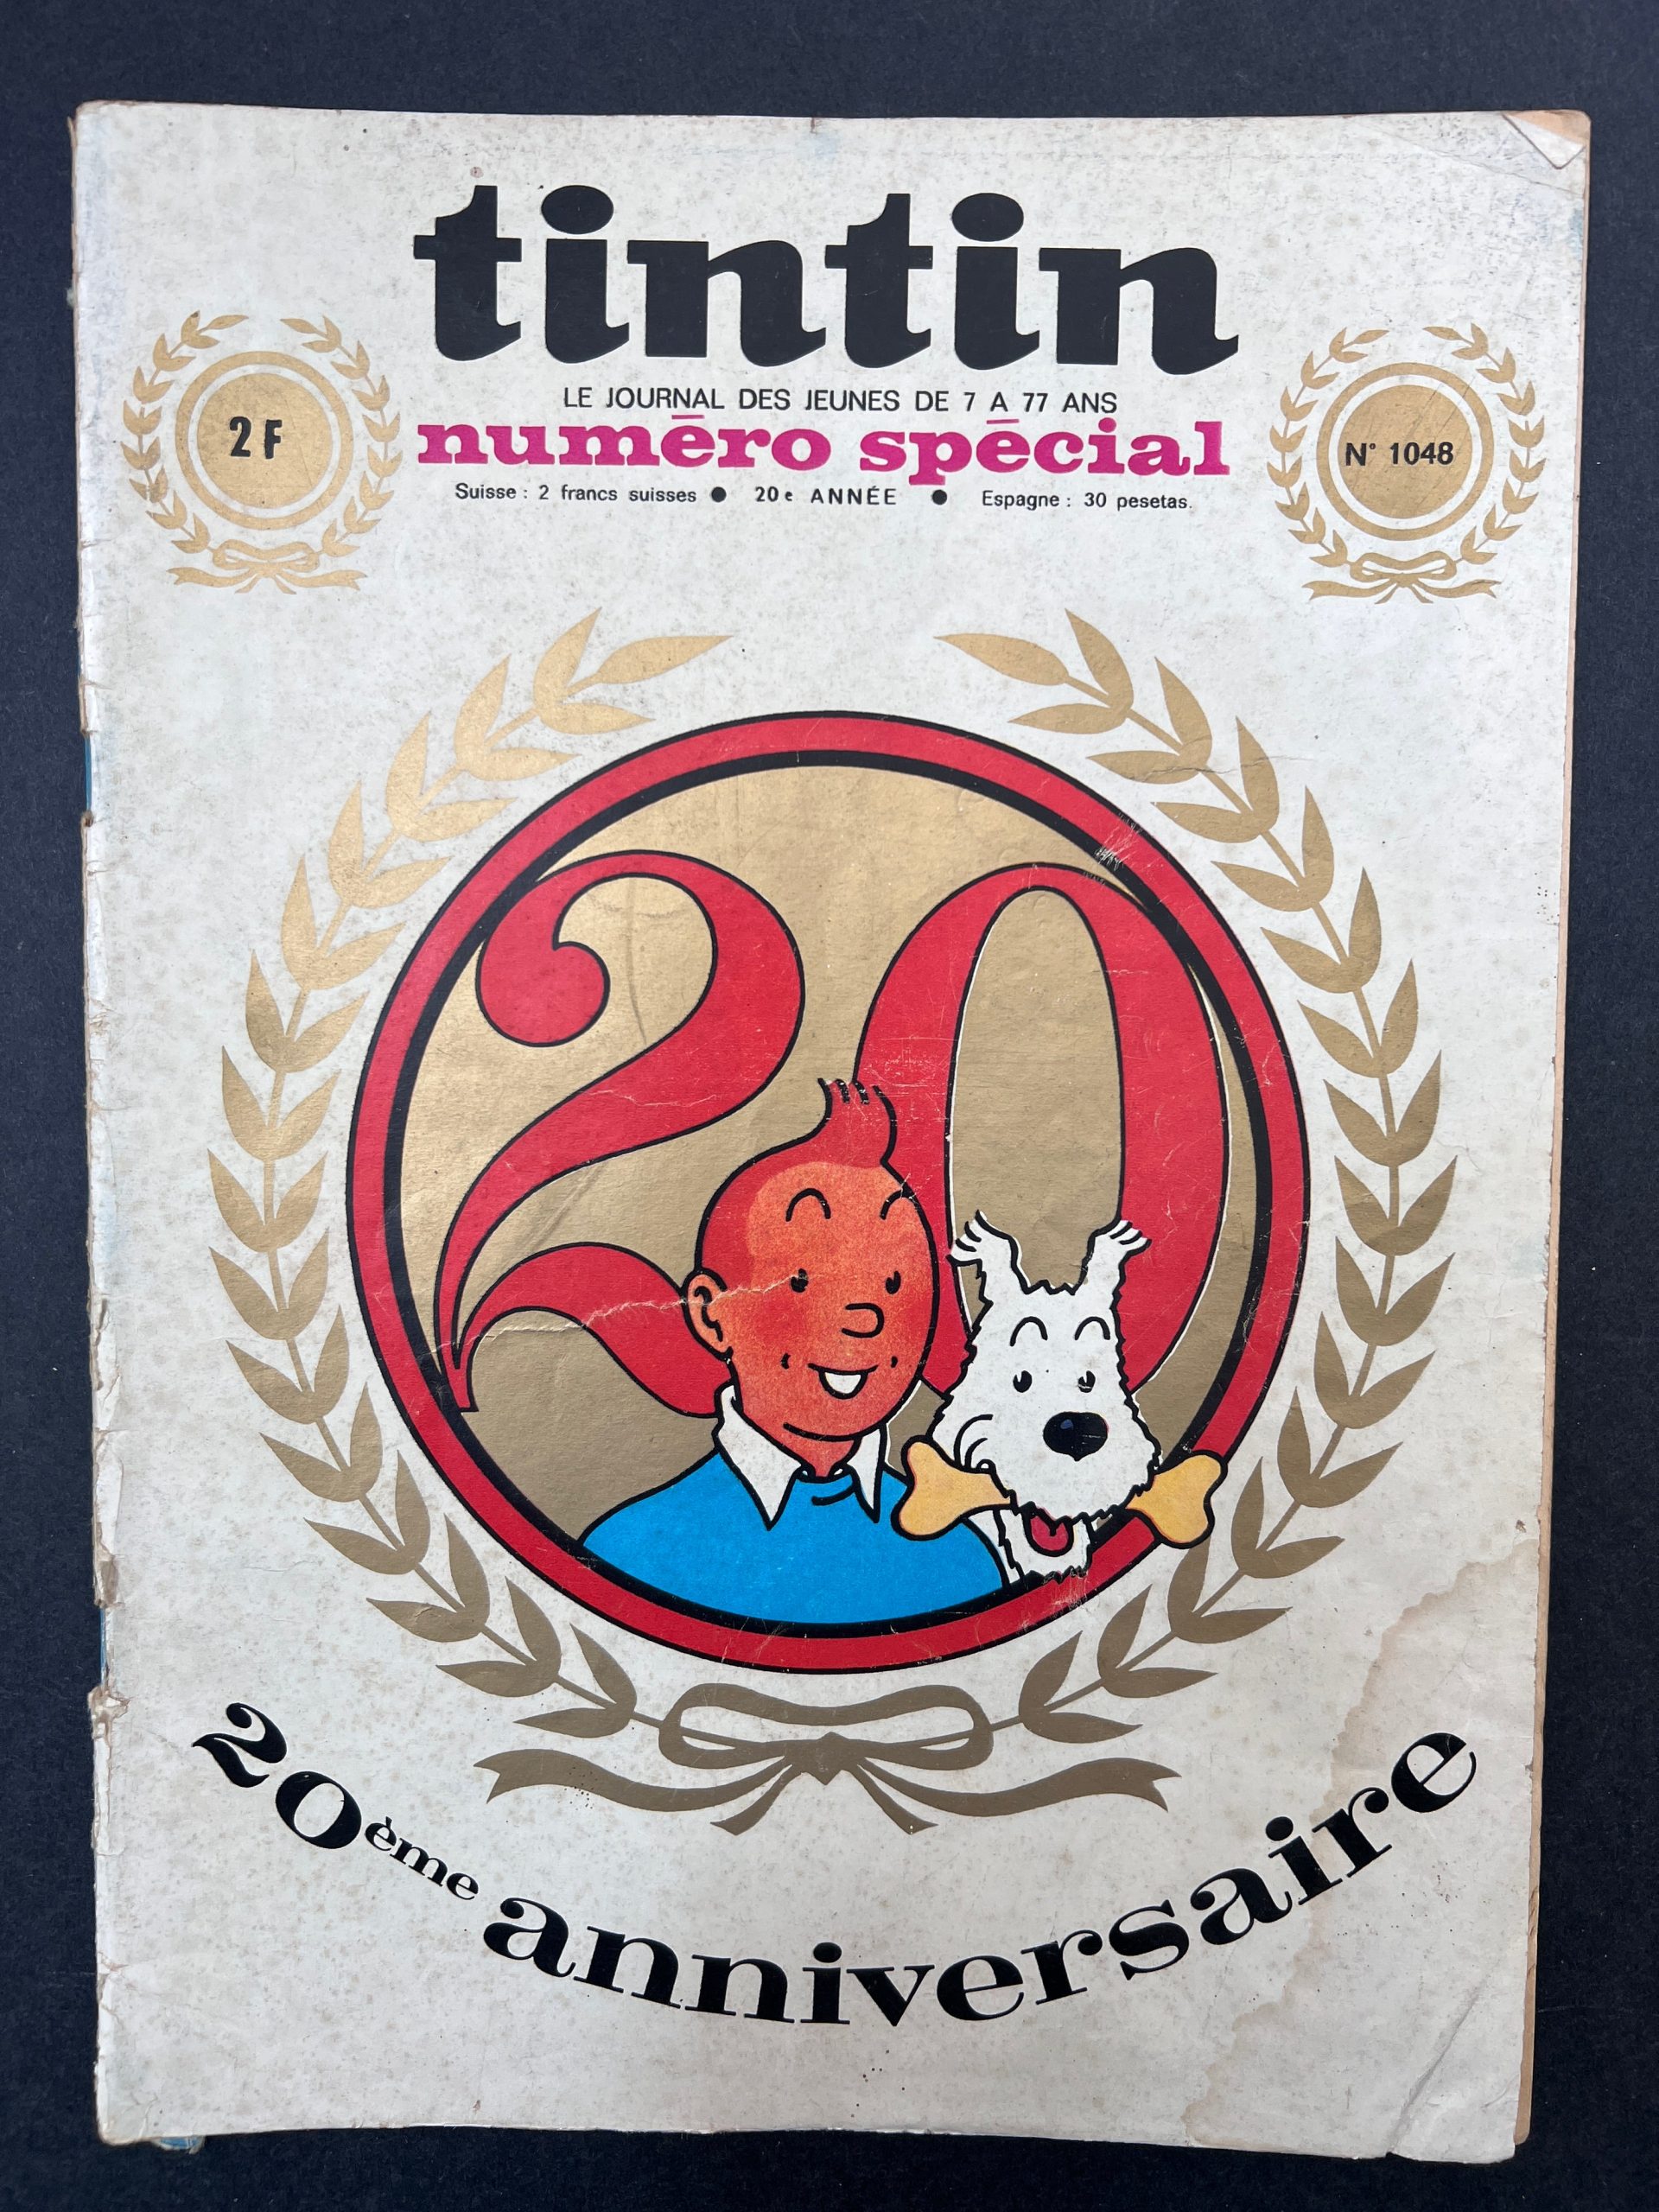 tintin
LE JOURNAL DES JEUNES DE 7 A 77 ANS
2F
numéro spécial
N° 1048
Suisse : 2 francs suisses ● 20e ANNÉE ● Espagne : 30 pesetas.
20
20ème anniversaire